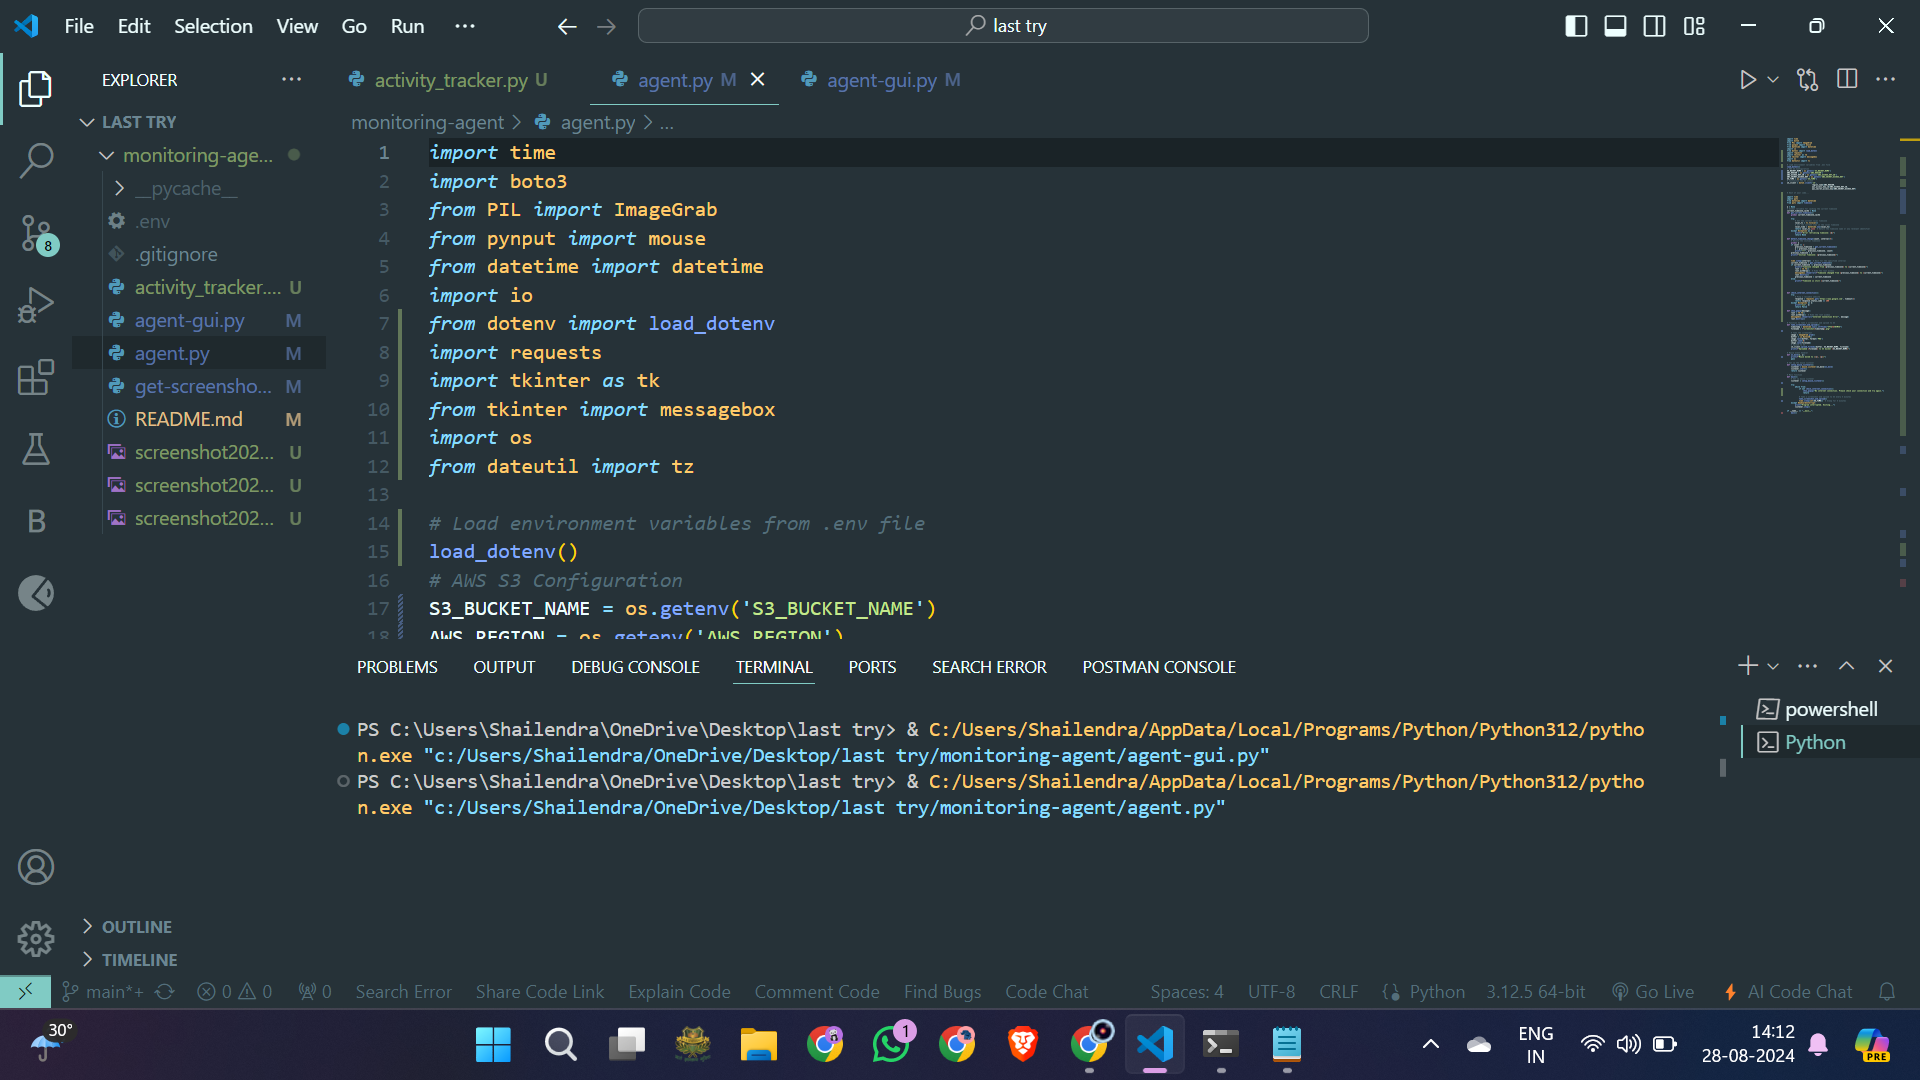 File Edit Selection View Go Run ...
last try
EXPLORER
LAST TRY
monitoring-age...
__pycache__
.env
.gitignore
activity_tracker.... U
agent-gui.py M
agent.py M
get-screensho... M
README.md M
screenshot202... U
screenshot202... U
screenshot202... U
OUTLINE
TIMELINE
8
B
activity_tracker.py U
agent.py M
agent-gui.py M
monitoring-agent > agent.py > ...
1 import time
2 import boto3
3 from PIL import ImageGrab
4 from pynput import mouse
5 from datetime import datetime
6 import io
7 from dotenv import load_dotenv
8 import requests
9 import tkinter as tk
10 from tkinter import messagebox
11 import os
12 from dateutil import tz
13
14 # Load environment variables from .env file
15 load_dotenv()
16 # AWS S3 Configuration
17 S3_BUCKET_NAME = os.getenv('S3_BUCKET_NAME')
18 AWS_REGION = os.getenv('AWS_REGION')
PROBLEMS OUTPUT DEBUG CONSOLE TERMINAL PORTS SEARCH ERROR POSTMAN CONSOLE
PS C:\Users\Shailendra\OneDrive\Desktop\last try> & C:/Users/Shailendra/AppData/Local/Programs/Python/Python312/pytho
n.exe "c:/Users/Shailendra/OneDrive/Desktop/last try/monitoring-agent/agent-gui.py"
PS C:\Users\Shailendra\OneDrive\Desktop\last try> & C:/Users/Shailendra/AppData/Local/Programs/Python/Python312/pytho
n.exe "c:/Users/Shailendra/OneDrive/Desktop/last try/monitoring-agent/agent.py"
powershell
Python
main*+ 0 0 0 Search Error Share Code Link Explain Code Comment Code Find Bugs Code Chat Spaces: 4 UTF-8 CRLF Python 3.12.5 64-bit Go Live AI Code Chat
30°
1
ENG
IN
14:12
28-08-2024
PRE